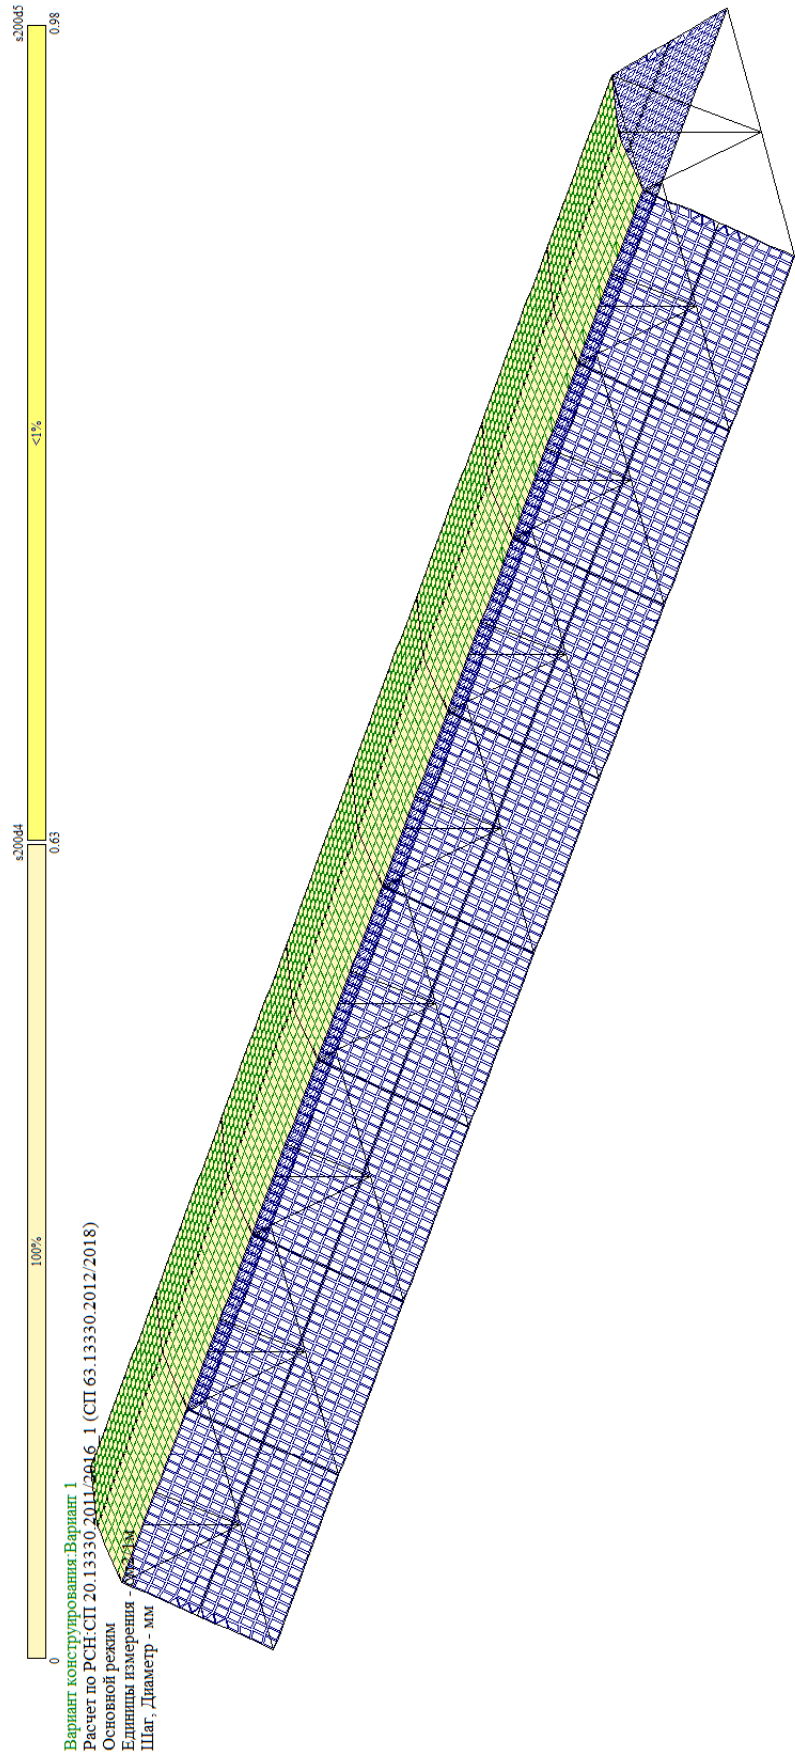 s200d4 s200d5
100% <1%
0 0.63 0.98
Вариант конструирования:Вариант 1
Расчет по РСН:СП 20.13330.2011/2016_1 (СП 63.13330.2012/2018)
Основной режим
Единицы измерения -
Шаг, Диаметр - мм